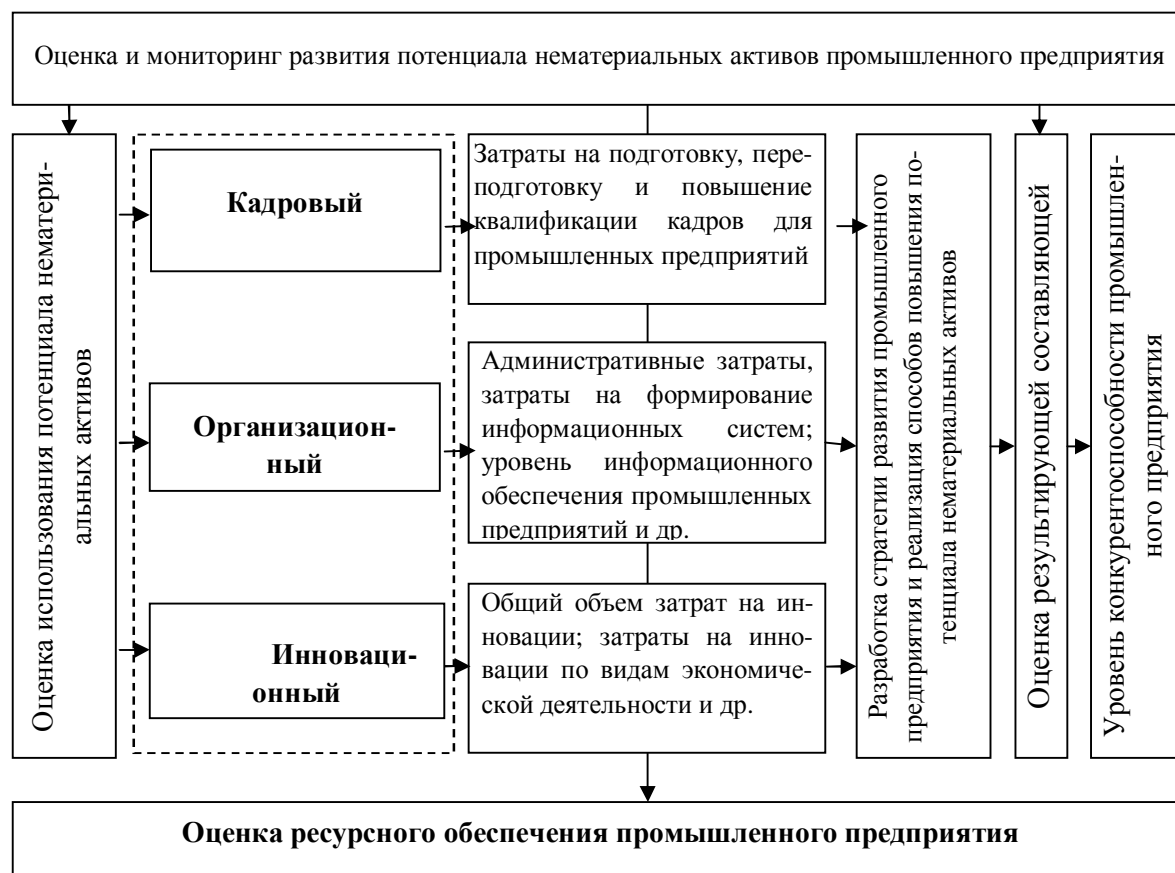 Оценка и мониторинг развития потенциала нематериальных активов промышленного предприятия
Оценка использования потенциала нематери-
альных активов
Кадровый
Затраты на подготовку, пере-
подготовку и повышение
квалификации кадров для
промышленных предприятий
Организацион-
ный
Административные затраты,
затраты на формирование
информационных систем;
уровень информационного
обеспечения промышленных
предприятий и др.
Инноваци-
онный
Общий объем затрат на ин-
новации; затраты на инно-
вации по видам экономиче-
ской деятельности и др.
Разработка стратегии развития промышленного
предприятия и реализация способов повышения по-
тенциала нематериальных активов
Оценка результирующей составляющей
Уровень конкурентоспособности промышлен-
ного предприятия
Оценка ресурсного обеспечения промышленного предприятия